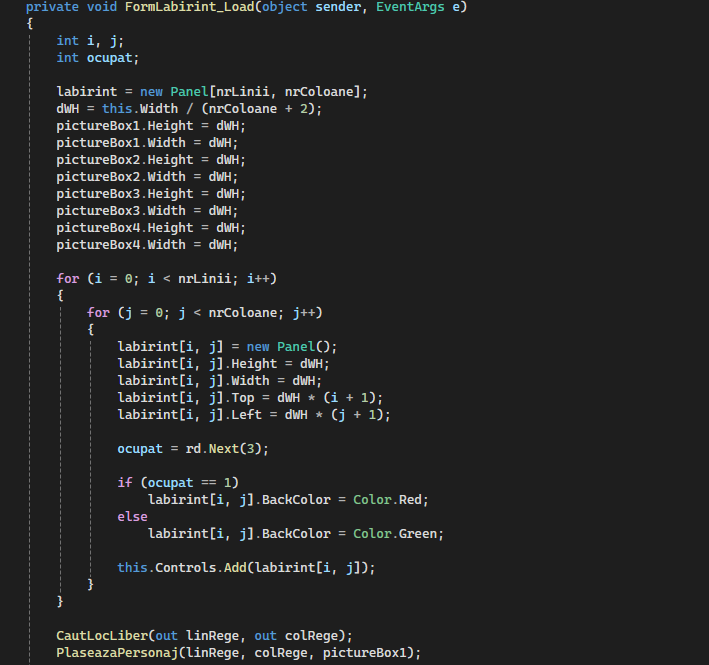 private void FormLabirint_Load(object sender, EventArgs e)
{
    int i, j;
    int ocupat;

    labirint = new Panel[nrLinii, nrColoane];
    dWH = this.Width / (nrColoane + 2);
    pictureBox1.Height = dWH;
    pictureBox1.Width = dWH;
    pictureBox2.Height = dWH;
    pictureBox2.Width = dWH;
    pictureBox3.Height = dWH;
    pictureBox3.Width = dWH;
    pictureBox4.Height = dWH;
    pictureBox4.Width = dWH;

    for (i = 0; i < nrLinii; i++)
    {
        for (j = 0; j < nrColoane; j++)
        {
            labirint[i, j] = new Panel();
            labirint[i, j].Height = dWH;
            labirint[i, j].Width = dWH;
            labirint[i, j].Top = dWH * (i + 1);
            labirint[i, j].Left = dWH * (j + 1);

            ocupat = rd.Next(3);

            if (ocupat == 1)
                labirint[i, j].BackColor = Color.Red;
            else
                labirint[i, j].BackColor = Color.Green;

            this.Controls.Add(labirint[i, j]);
        }
    }

    CautLocLiber(out linRege, out colRege);
    PlaseazaPersonaj(linRege, colRege, pictureBox1);